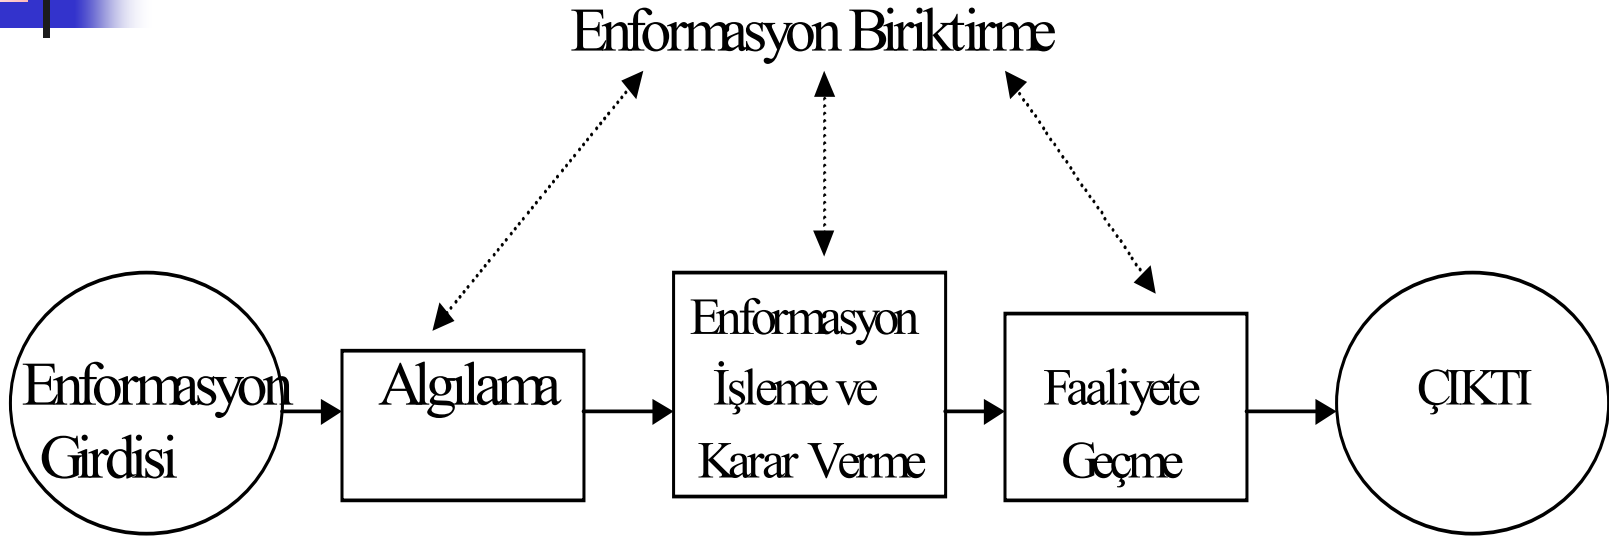 Enformasyon Biriktirme
Enformasyon
Girdisi
Algılama
Enformasyon
İşleme ve
Karar Verme
Faaliyete
Geçme
ÇIKTI